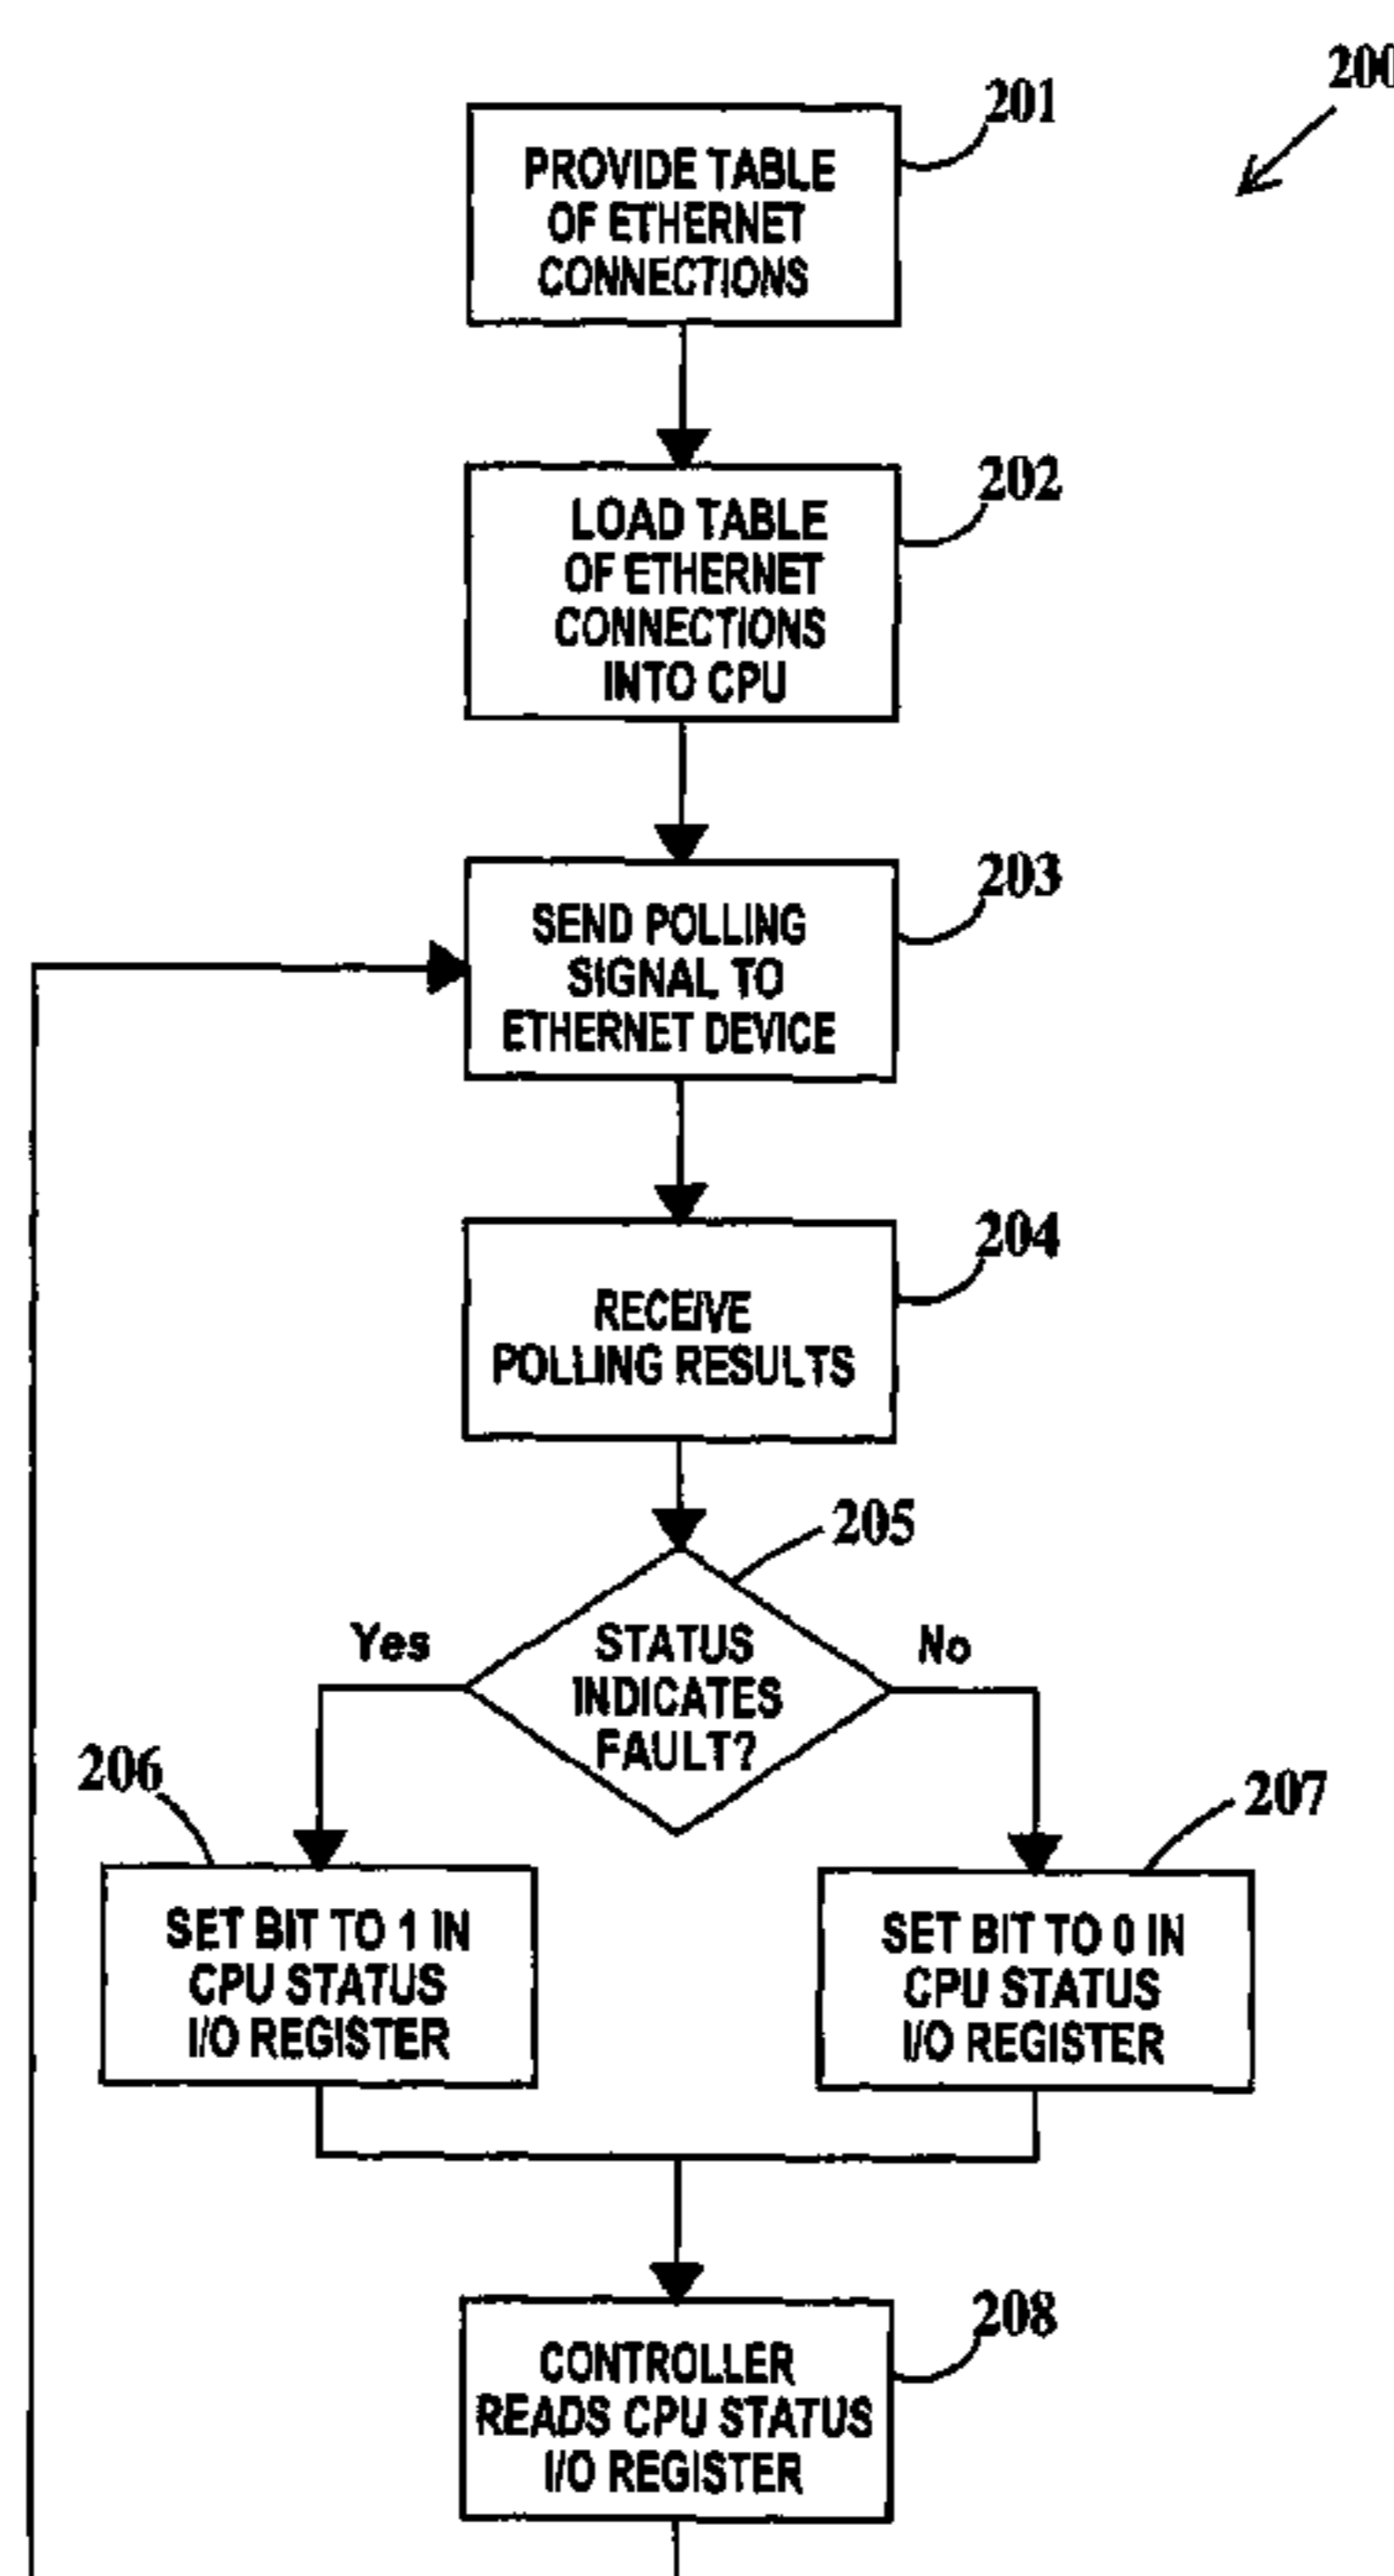 200
201
PROVIDE TABLE
OF ETHERNET
CONNECTIONS
202
LOAD TABLE
OF ETHERNET
CONNECTIONS
INTO CPU
203
SEND POLLING
SIGNAL TO
ETHERNET DEVICE
204
RECEIVE
POLLING RESULTS
205
STATUS
INDICATES
FAULT?
Yes
No
206
SET BIT TO 1 IN
CPU STATUS
I/O REGISTER
207
SET BIT TO 0 IN
CPU STATUS
I/O REGISTER
208
CONTROLLER
READS CPU STATUS
I/O REGISTER